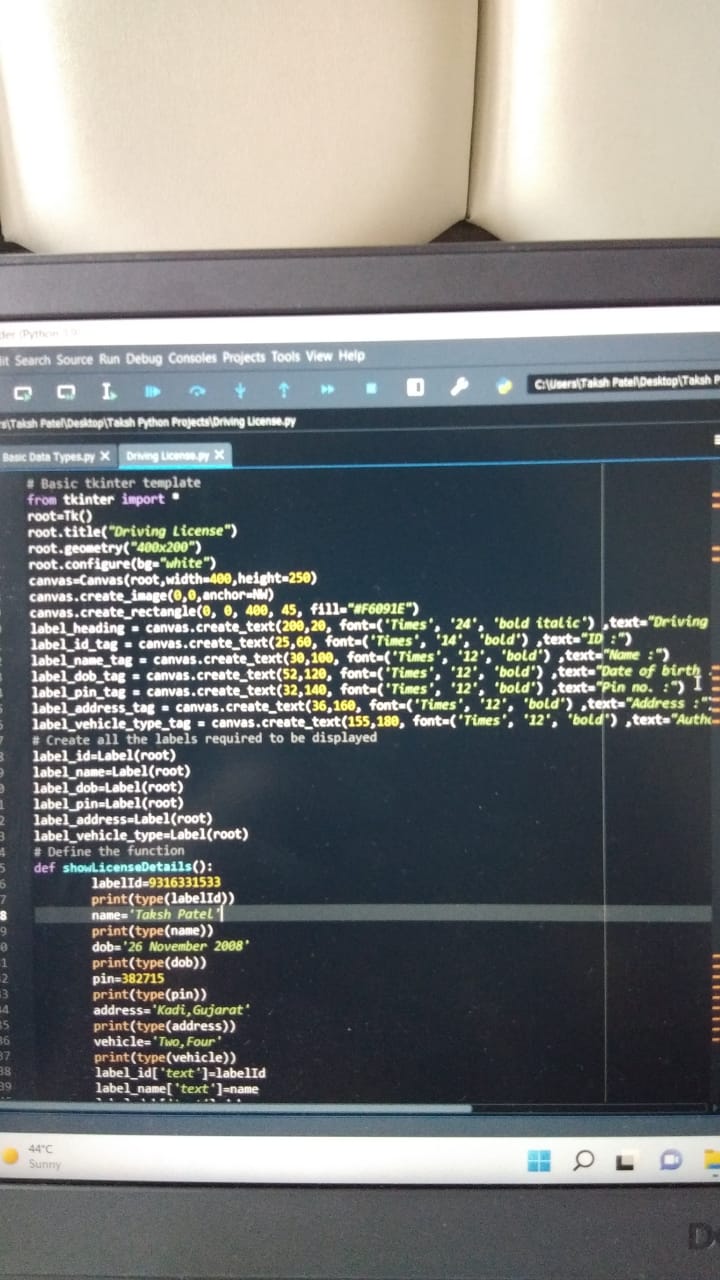 (Python 3.9)
Search Source Run Debug Consoles Projects Tools View Help
C:\Users\Taksh Patel\Desktop\Taksh P
s\Taksh Patel\Desktop\Taksh Python Projects\Driving License.py
Basic Data Types.py X Driving License.py X
# Basic tkinter template
from tkinter import *
root=Tk()
root.title("Driving License")
root.geometry("400x200")
root.configure(bg="white")
canvas=Canvas(root,width=400,height=250)
canvas.create_image(0,0,anchor=NW)
canvas.create_rectangle(0, 0, 400, 45, fill="#F6091E")
label_heading = canvas.create_text(200,20, font=('Times', '24', 'bold italic') ,text="Driving
label_id_tag = canvas.create_text(25,60, font=('Times', '14', 'bold') ,text="ID :")
label_name_tag = canvas.create_text(30,100, font=('Times', '12', 'bold') ,text="Name :")
label_dob_tag = canvas.create_text(52,120, font=('Times', '12', 'bold') ,text="Date of birth :
label_pin_tag = canvas.create_text(32,140, font=('Times', '12', 'bold') ,text="Pin no. :")
label_address_tag = canvas.create_text(36,160, font=('Times', '12', 'bold') ,text="Address :"
label_vehicle_type_tag = canvas.create_text(155,180, font=('Times', '12', 'bold') ,text="Auth
# Create all the labels required to be displayed
label_id=Label(root)
label_name=Label(root)
label_dob=Label(root)
label_pin=Label(root)
label_address=Label(root)
label_vehicle_type=Label(root)
# Define the function
def showLicenseDetails():
labelId=9316331533
print(type(labelId))
name='Taksh Patel'
print(type(name))
dob='26 November 2008'
print(type(dob))
pin=382715
print(type(pin))
address='Kadi,Gujarat'
print(type(address))
vehicle='Two,Four'
print(type(vehicle))
label_id['text']=labelId
label_name['text']=name
44°C
Sunny